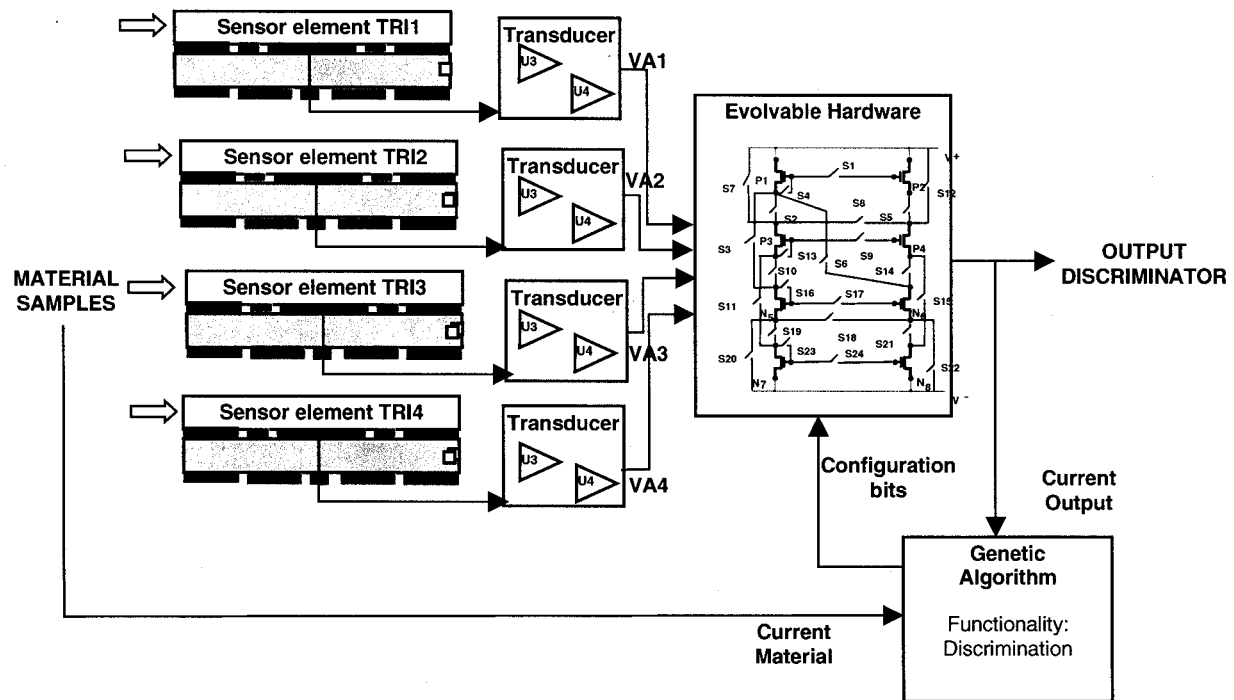 Sensor element TRI1
Transducer
U3
U4
VA1
Sensor element TRI2
Transducer
U3
U4
VA2
MATERIAL
SAMPLES
Sensor element TRI3
Transducer
U3
U4
VA3
Sensor element TRI4
Transducer
U3
U4
VA4
Evolvable Hardware
V+
S1
S7 P1 P2 S12
S4
S8
S2 S5
S3 P3 P4
S13 S6 S9
S10 S14
S16 S17
S11 S15
N5 N6
S19 S18 S21
S20 S23 S24 S22
N7 N8
V -
OUTPUT
DISCRIMINATOR
Configuration
bits
Current
Output
Genetic
Algorithm
Functionality:
Discrimination
Current
Material